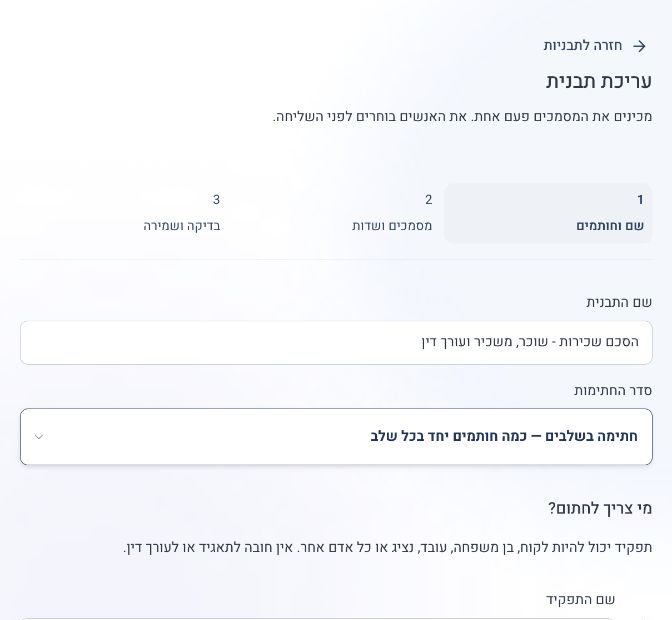 חזרה לתבניות
עריכת תבנית
מכינים את המסמכים פעם אחת. את האנשים בוחרים לפני השליחה.
1
שם וחותמים
2
מסמכים ושדות
3
בדיקה ושמירה
שם התבנית
הסכם שכירות - שוכר, משכיר ועורך דין
סדר החתימות
חתימה בשלבים — כמה חותמים יחד בכל שלב
מי צריך לחתום?
תפקיד יכול להיות לקוח, בן משפחה, עובד, נציג או כל אדם אחר. אין חובה לתאגיד או לעורך דין.
שם התפקיד